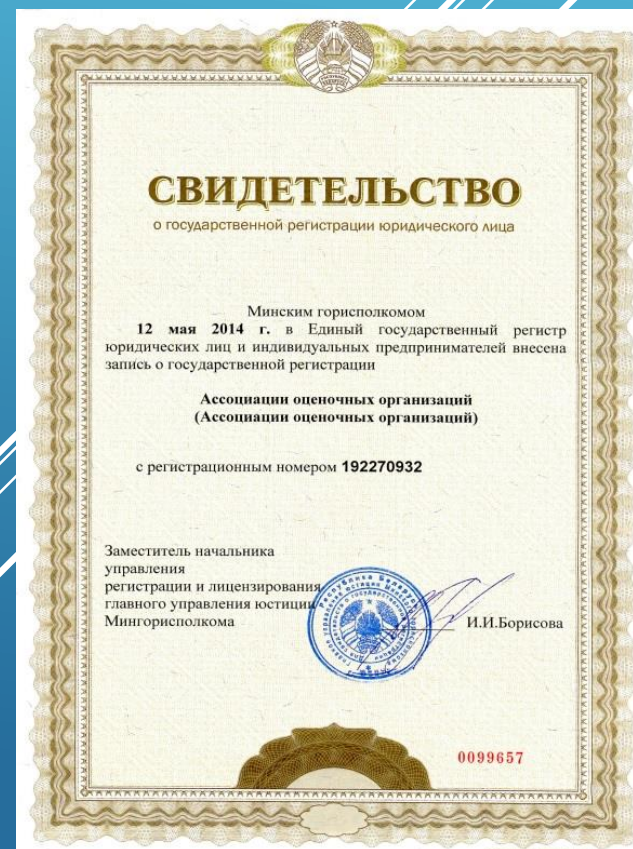 СВИДЕТЕЛЬСТВО
о государственной регистрации юридического лица
Минским горисполкомом
12 мая 2014 г. в Единый государственный регистр
юридических лиц и индивидуальных предпринимателей внесена
запись о государственной регистрации
Ассоциации оценочных организаций
(Ассоциации оценочных организаций)
с регистрационным номером 192270932
Заместитель начальника
управления
регистрации и лицензирования
главного управления юстиции
Мингорисполкома И.И.Борисова
0099657